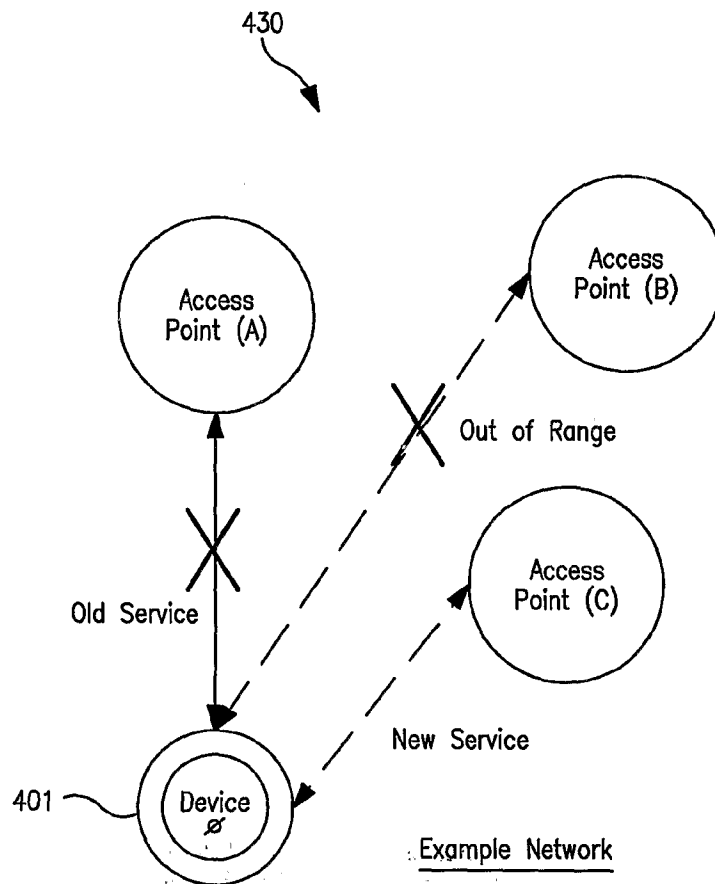 430
Access
Point (A)
Access
Point (B)
Out of Range
Access
Point (C)
Old Service
New Service
401
Device
ø
Example Network